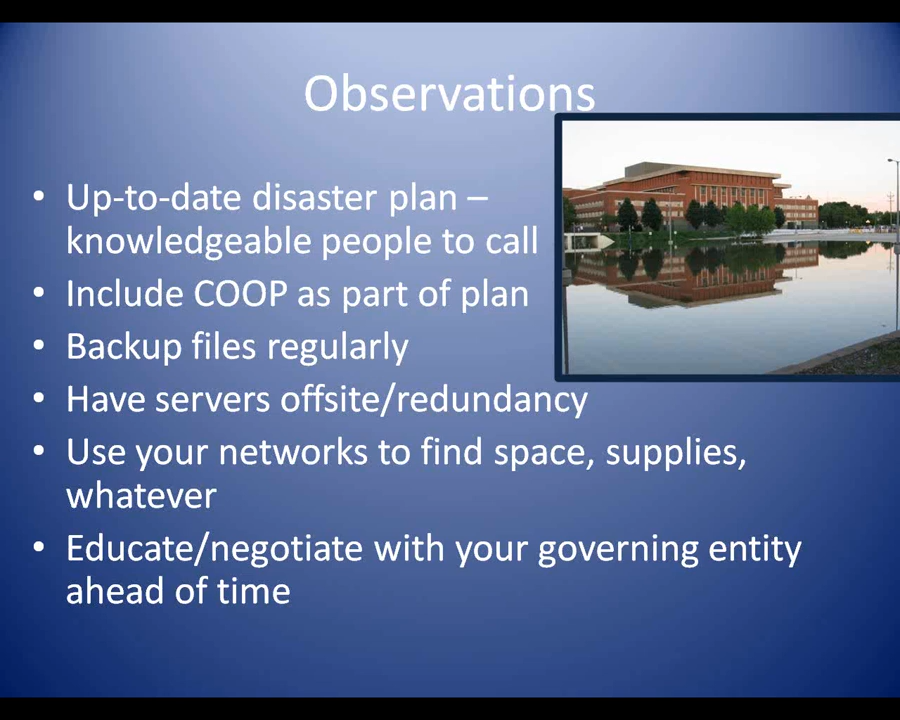 Observations
• Up-to-date disaster plan –
knowledgeable people to call
• Include COOP as part of plan
• Backup files regularly
• Have servers offsite/redundancy
• Use your networks to find space, supplies,
whatever
• Educate/negotiate with your governing entity
ahead of time